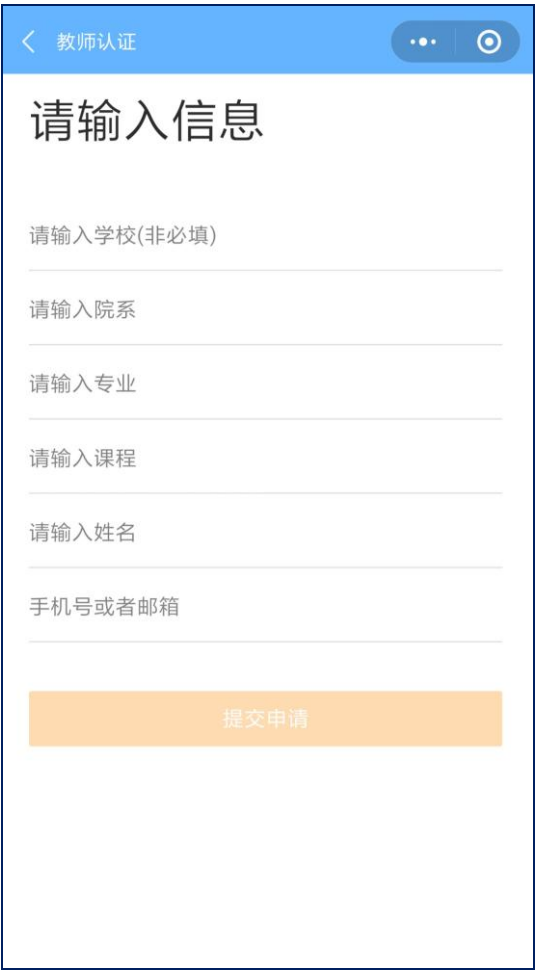 教师认证
请输入信息
请输入学校(非必填)
请输入院系
请输入专业
请输入课程
请输入姓名
手机号或者邮箱
提交申请